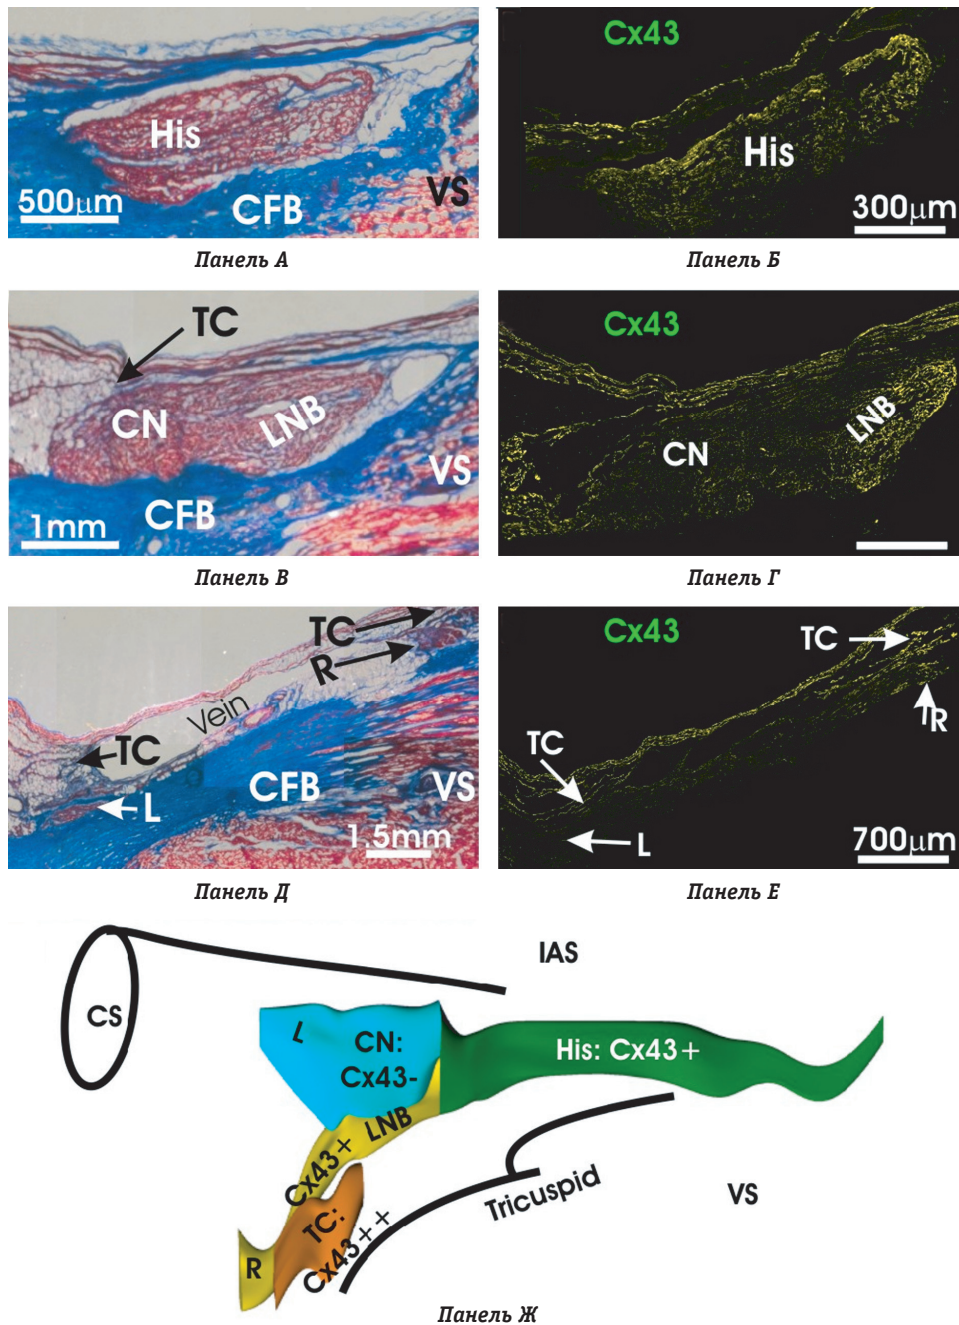 His
500μm
CFB
VS
Панель А
Cx43
His
300μm
Панель Б
TC
CN
LNB
VS
CFB
1mm
Панель В
Cx43
LNB
CN
Панель Г
TC
R
Vein
TC
CFB
VS
L
1.5mm
Панель Д
Cx43
TC
R
TC
L
700μm
Панель Е
IAS
CS
L
CN:
Cx43-
His: Cx43+
Cx43+ LNB
TC:
Cx43++
R
Tricuspid
VS
Панель Ж